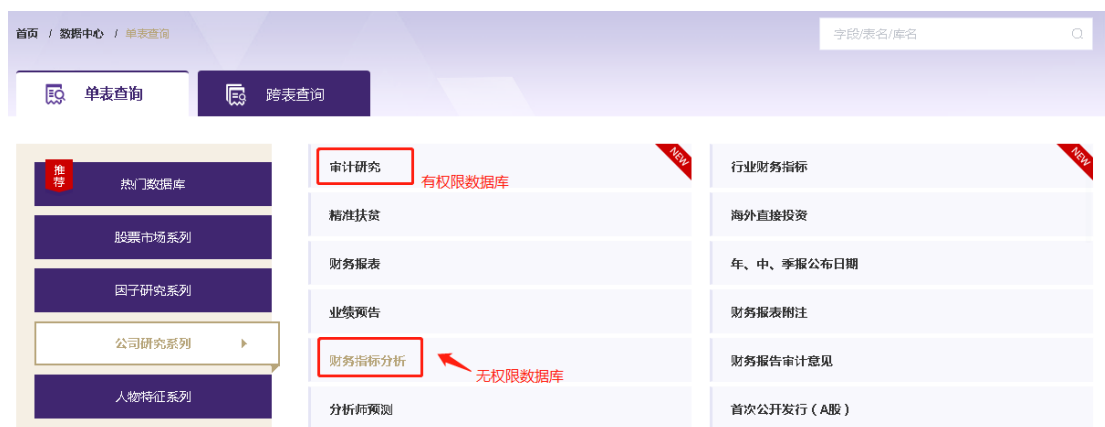 首页 / 数据中心 / 单表查询
字段/表名/库名
单表查询
跨表查询
推荐
热门数据库
股票市场系列
因子研究系列
公司研究系列
人物特征系列
审计研究
有权限数据库
NEW
行业财务指标
NEW
精准扶贫
海外直接投资
财务报表
年、中、季报公布日期
业绩预告
财务报表附注
财务指标分析
无权限数据库
财务报告审计意见
分析师预测
首次公开发行(A股)